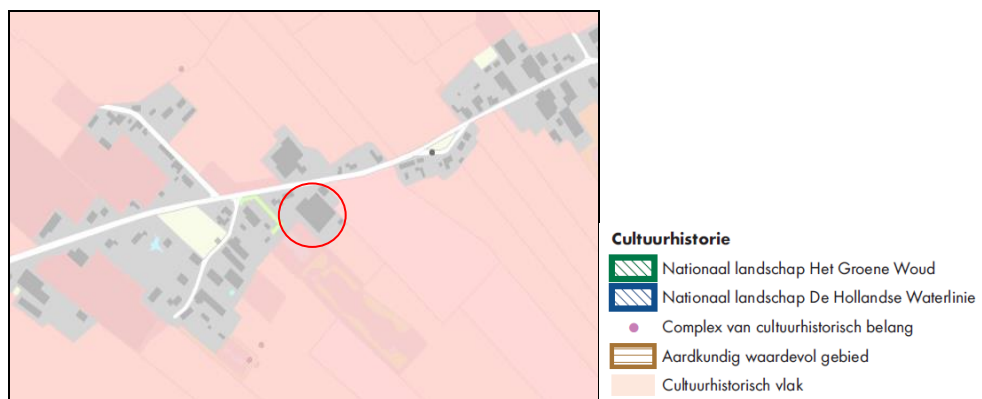 Cultuurhistorie
Nationaal landschap Het Groene Woud
Nationaal landschap De Hollandse Waterlinie
Complex van cultuurhistorisch belang
Aardkundig waardevol gebied
Cultuurhistorisch vlak